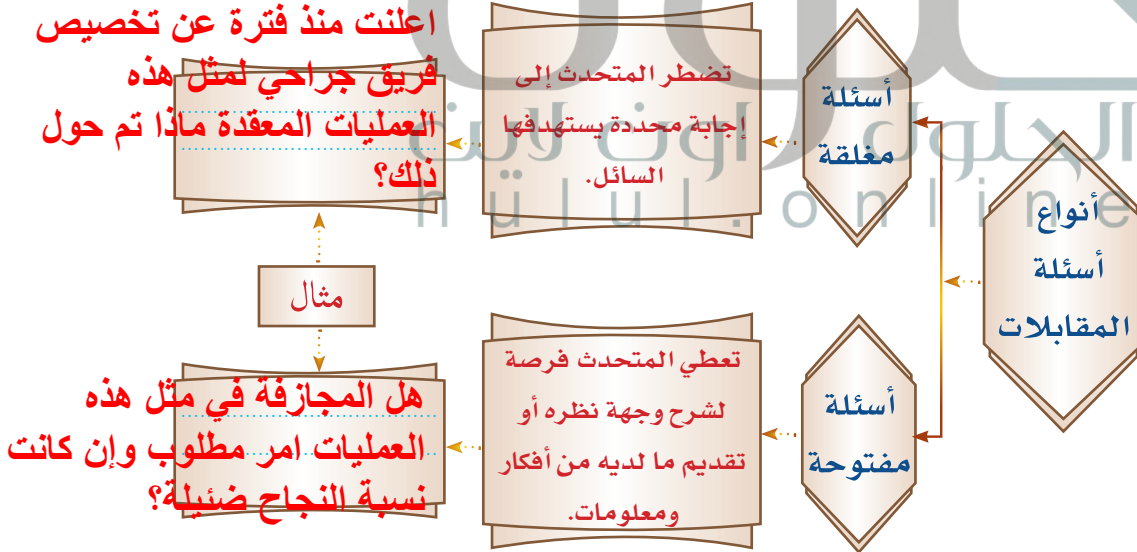 أنواع
أسئلة
المقابلات
أسئلة
مغلقة
تضطر المتحدث إلى
إجابة محددة يستهدفها
السائل.
اعلنت منذ فترة عن تخصيص
فريق جراحي لمثل هذه
العمليات المعقدة ماذا تم حول
ذلك؟
مثال
أسئلة
مفتوحة
تعطي المتحدث فرصة
لشرح وجهة نظره أو
تقديم ما لديه من أفكار
ومعلومات.
هل المجازفة في مثل هذه
العمليات امر مطلوب وإن كانت
نسبة النجاح ضئيلة؟
الحلول اون لاين
hulul.online